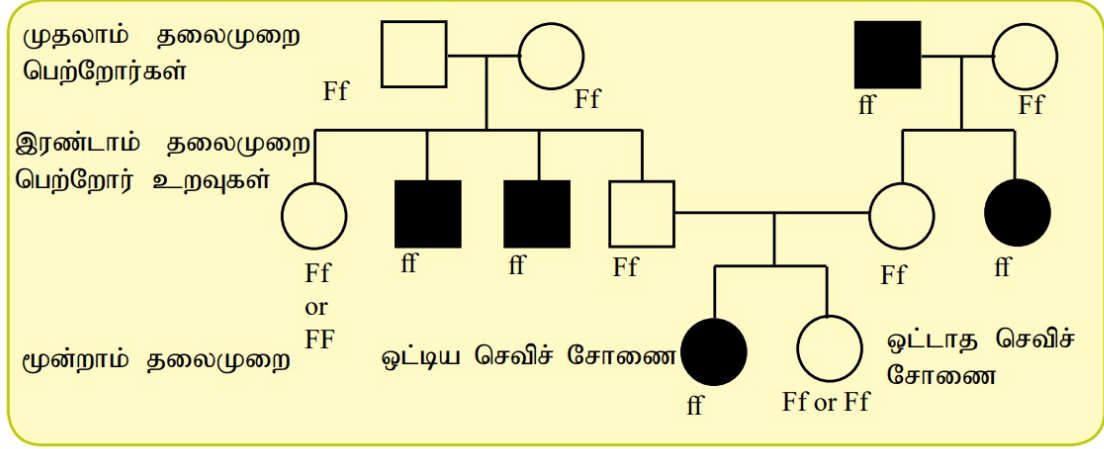 முதலாம் தலைமுறை
பெற்றோர்கள்
Ff
Ff
ff
Ff
இரண்டாம் தலைமுறை
பெற்றோர் உறவுகள்
Ff
or
FF
ff
ff
Ff
Ff
ff
மூன்றாம் தலைமுறை
ஒட்டிய செவிச் சோணை
ff
Ff or Ff
ஒட்டாத செவிச்
சோணை